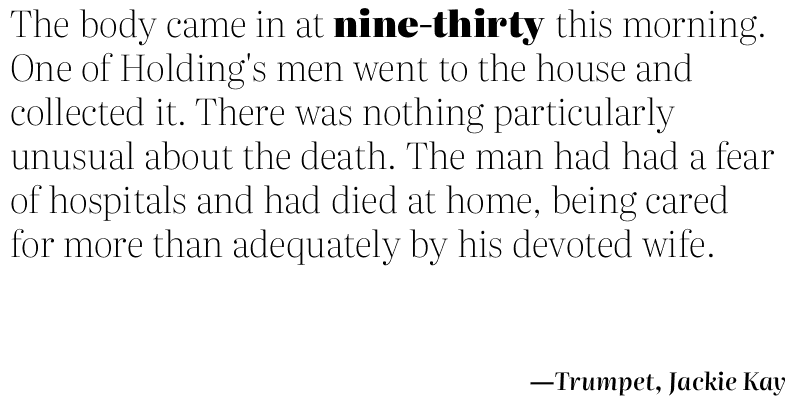 The body came in at nine-thirty this morning.
One of Holding's men went to the house and
collected it. There was nothing particularly
unusual about the death. The man had had a fear
of hospitals and had died at home, being cared
for more than adequately by his devoted wife.
—Trumpet, Jackie Kay